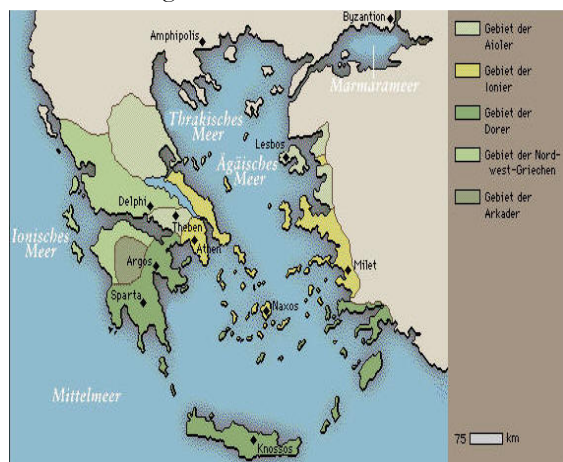 Byzantion
Amphipolis
Marmarameer
Thrakisches
Meer
Lesbos
Ägäisches
Meer
Delphi
Theben
Ionisches
Meer
Athen
Argos
Milet
Sparta
Naxos
Mittelmeer
Knossos
Gebiet der
Aioler
Gebiet der
Ionier
Gebiet der
Dorer
Gebiet der Nord-
west-Griechen
Gebiet der
Arkader
75 km